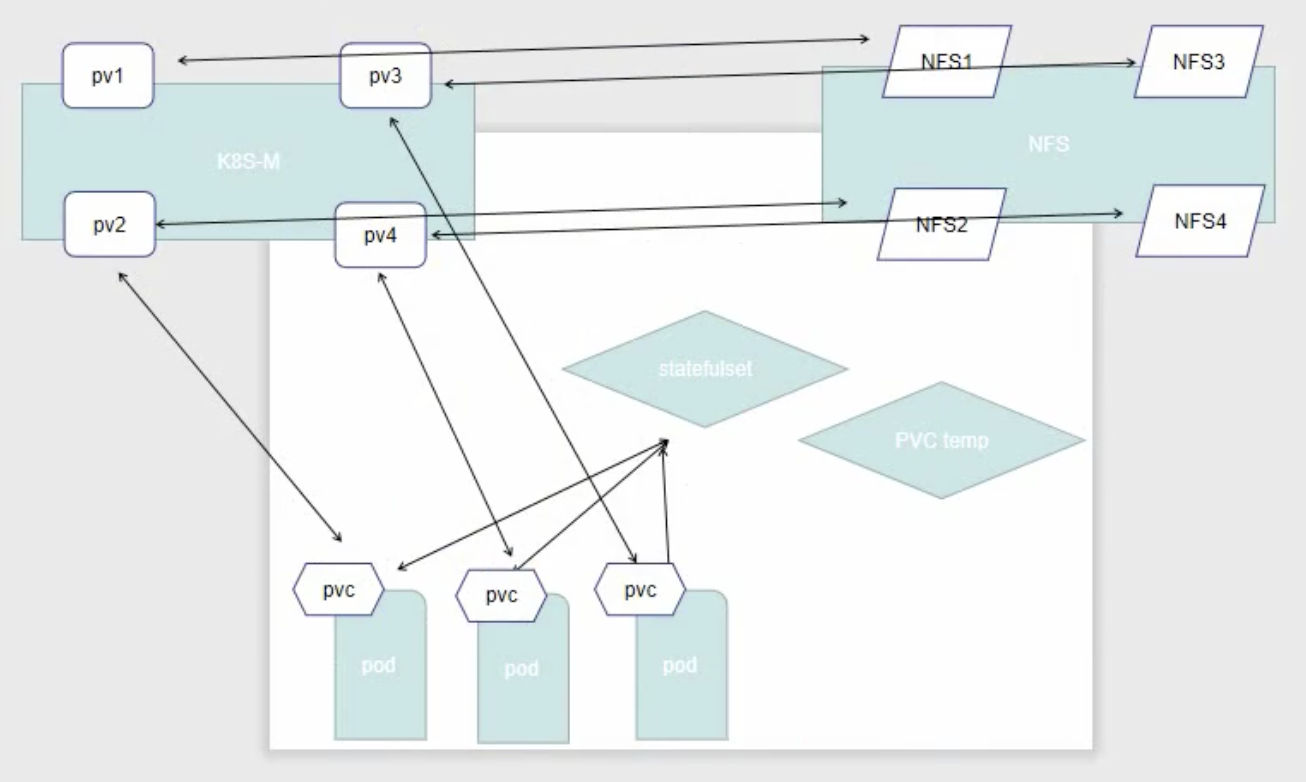 pv1
pv3
NFS1
NFS3
K8S-M
NFS
pv2
pv4
NFS2
NFS4
statefulset
PVC temp
pvc
pvc
pvc
pod
pod
pod